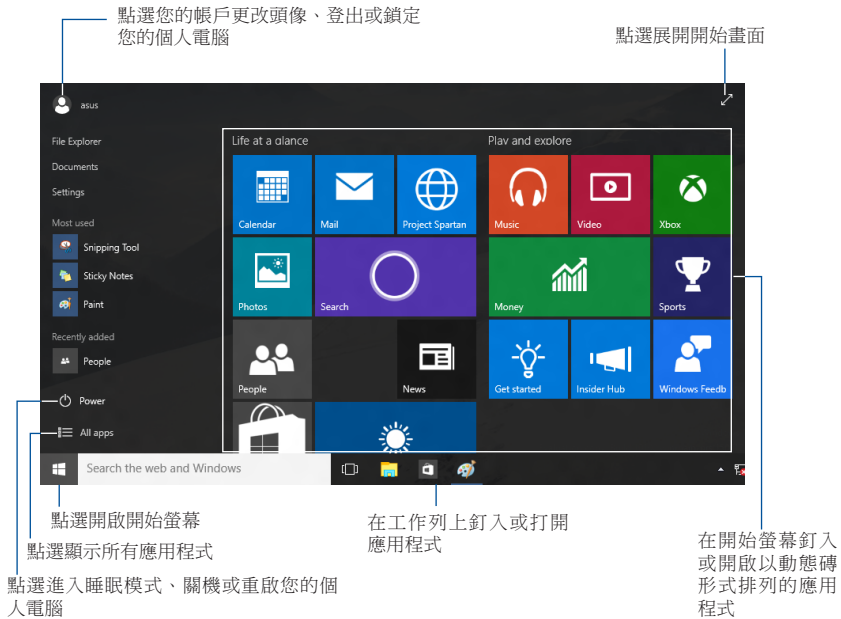 點選您的帳戶更改頭像、登出或鎖定
您的個人電腦
點選展開開始畫面
asus
File Explorer
Documents
Settings
Most used
Snipping Tool
Sticky Notes
Paint
Recently added
People
Power
All apps
Search the web and Windows
Life at a glance
Play and explore
Calendar
Mail
Project Spartan
Music
Video
Xbox
Photos
Search
Money
Sports
People
News
Get started
Insider Hub
Windows Feedb
點選開啟開始螢幕
點選顯示所有應用程式
點選進入睡眠模式、關機或重啟您的個
人電腦
在工作列上釘入或打開
應用程式
在開始螢幕釘入
或開啟以動態磚
形式排列的應用
程式